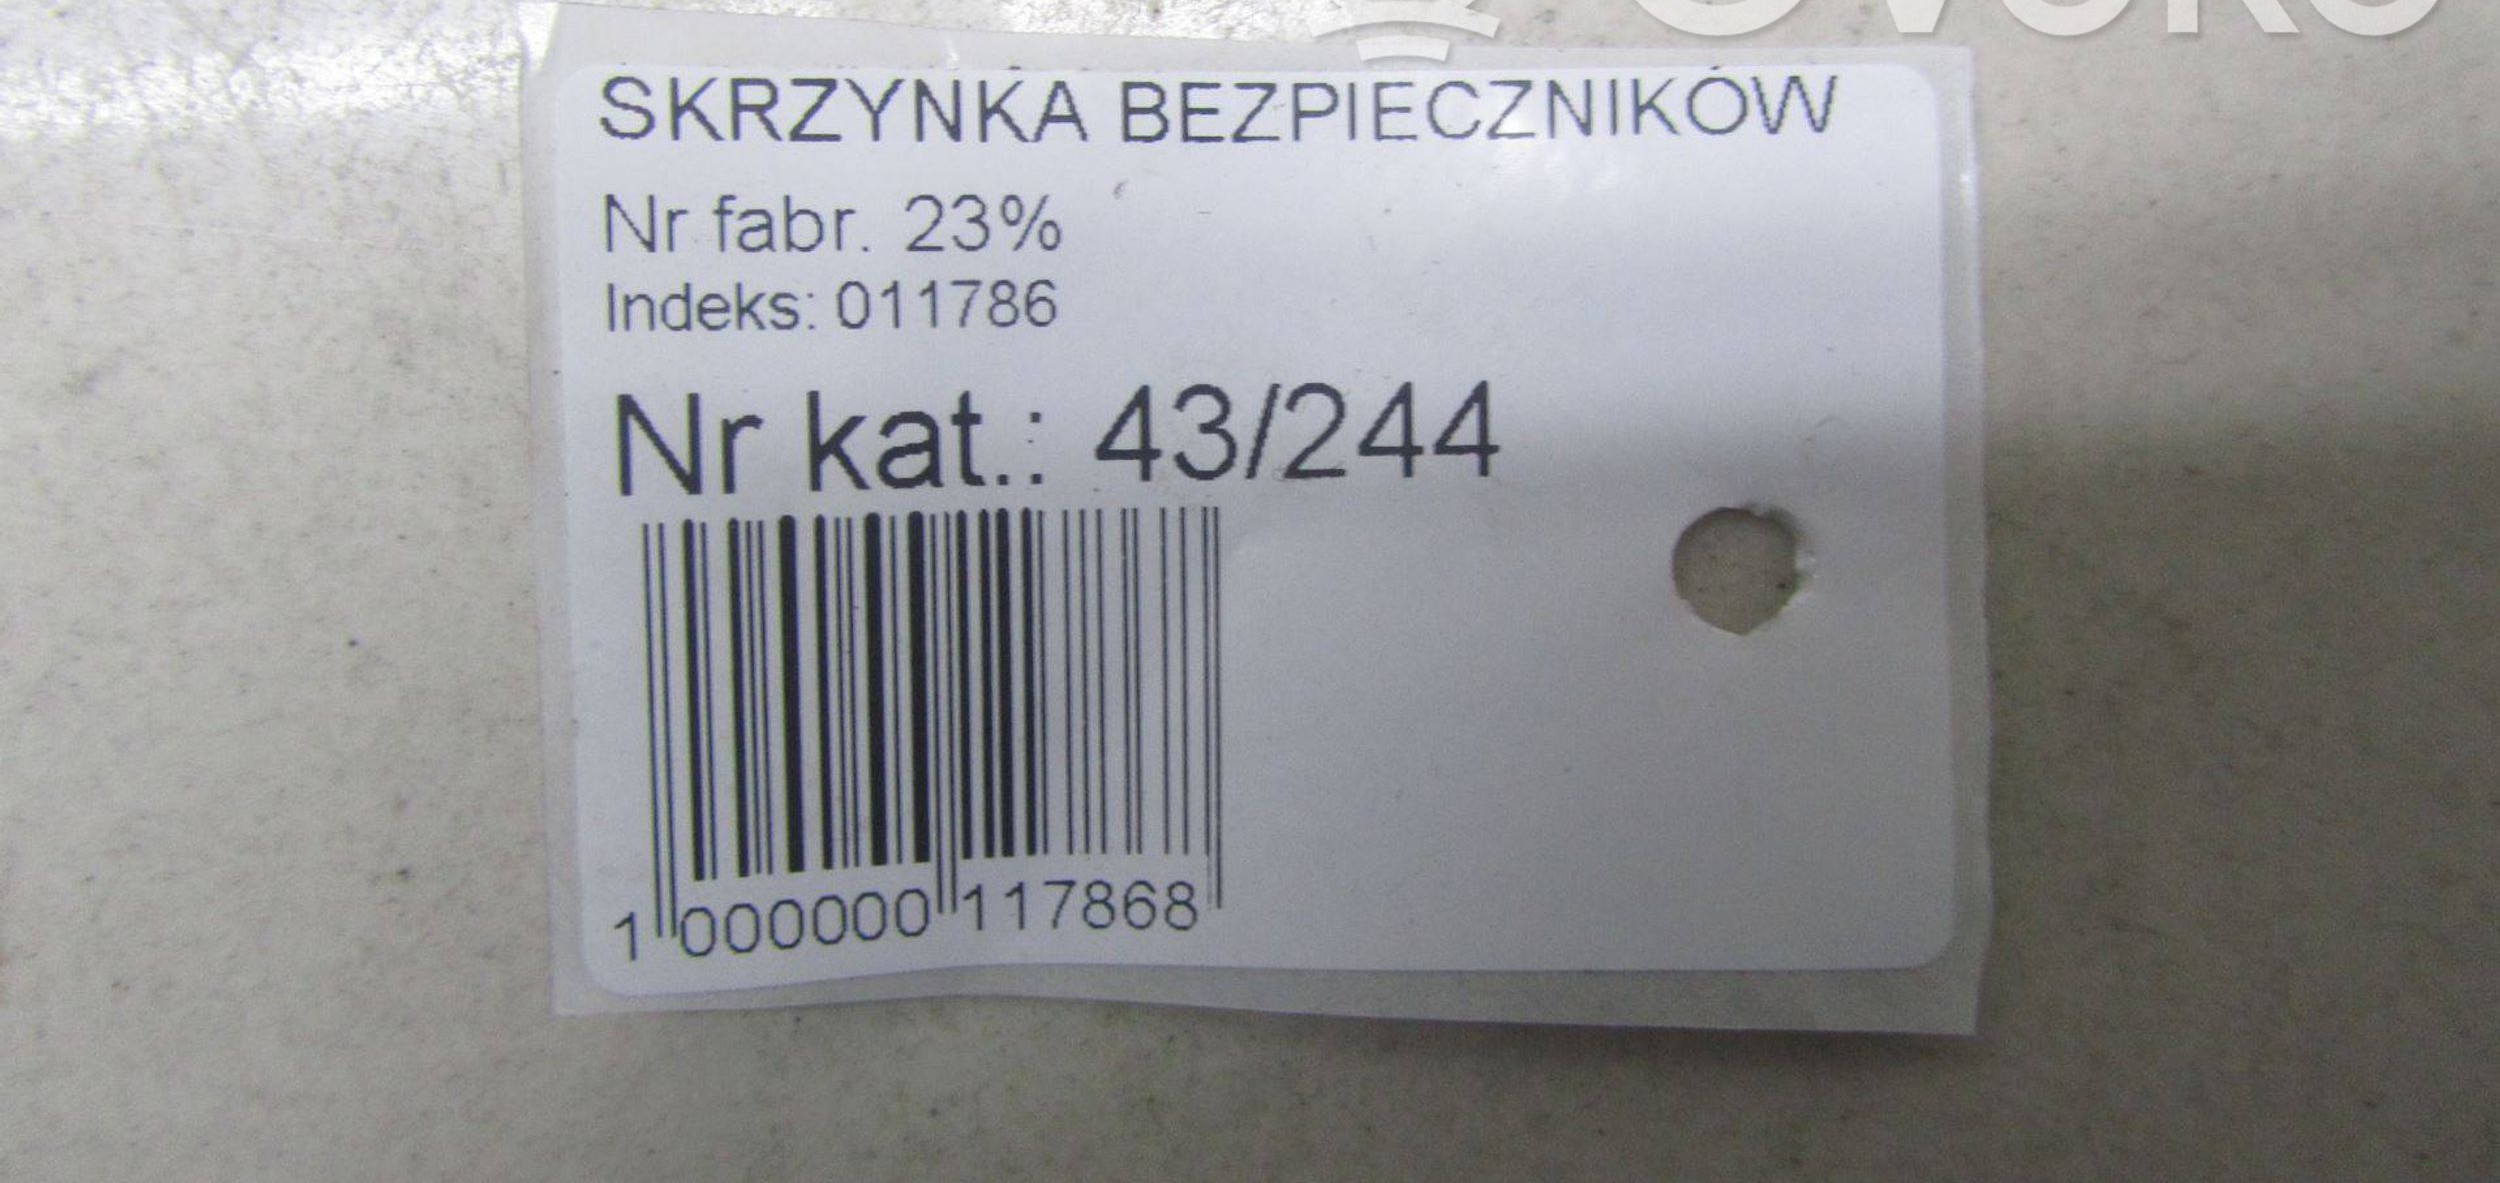 SKRZYNKA BEZPIECZNIKÓW
Nr fabr. 23%
Indeks: 011786
Nr kat.: 43/244
1 000000 117868